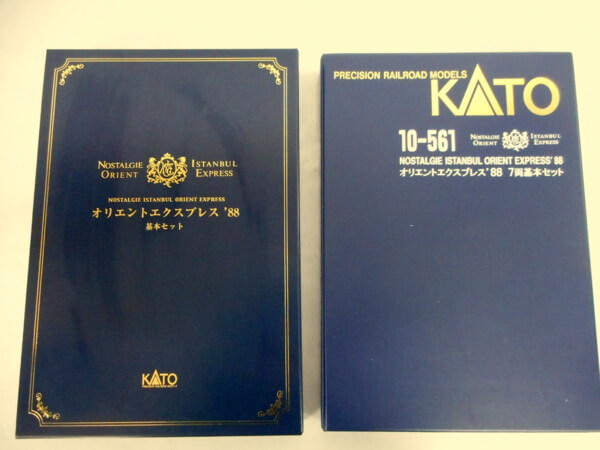 NOSTALGIE ORIENT
ISTANBUL EXPRESS
NOSTALGIE ISTANBUL ORIENT EXPRESS
オリエントエクスプレス '88
基本セット
KATO
PRECISION RAILROAD MODELS
KATO
10-561
NOSTALGIE ORIENT
ISTANBUL EXPRESS
NOSTALGIE ISTANBUL ORIENT EXPRESS '88
オリエントエクスプレス '88 7両基本セット